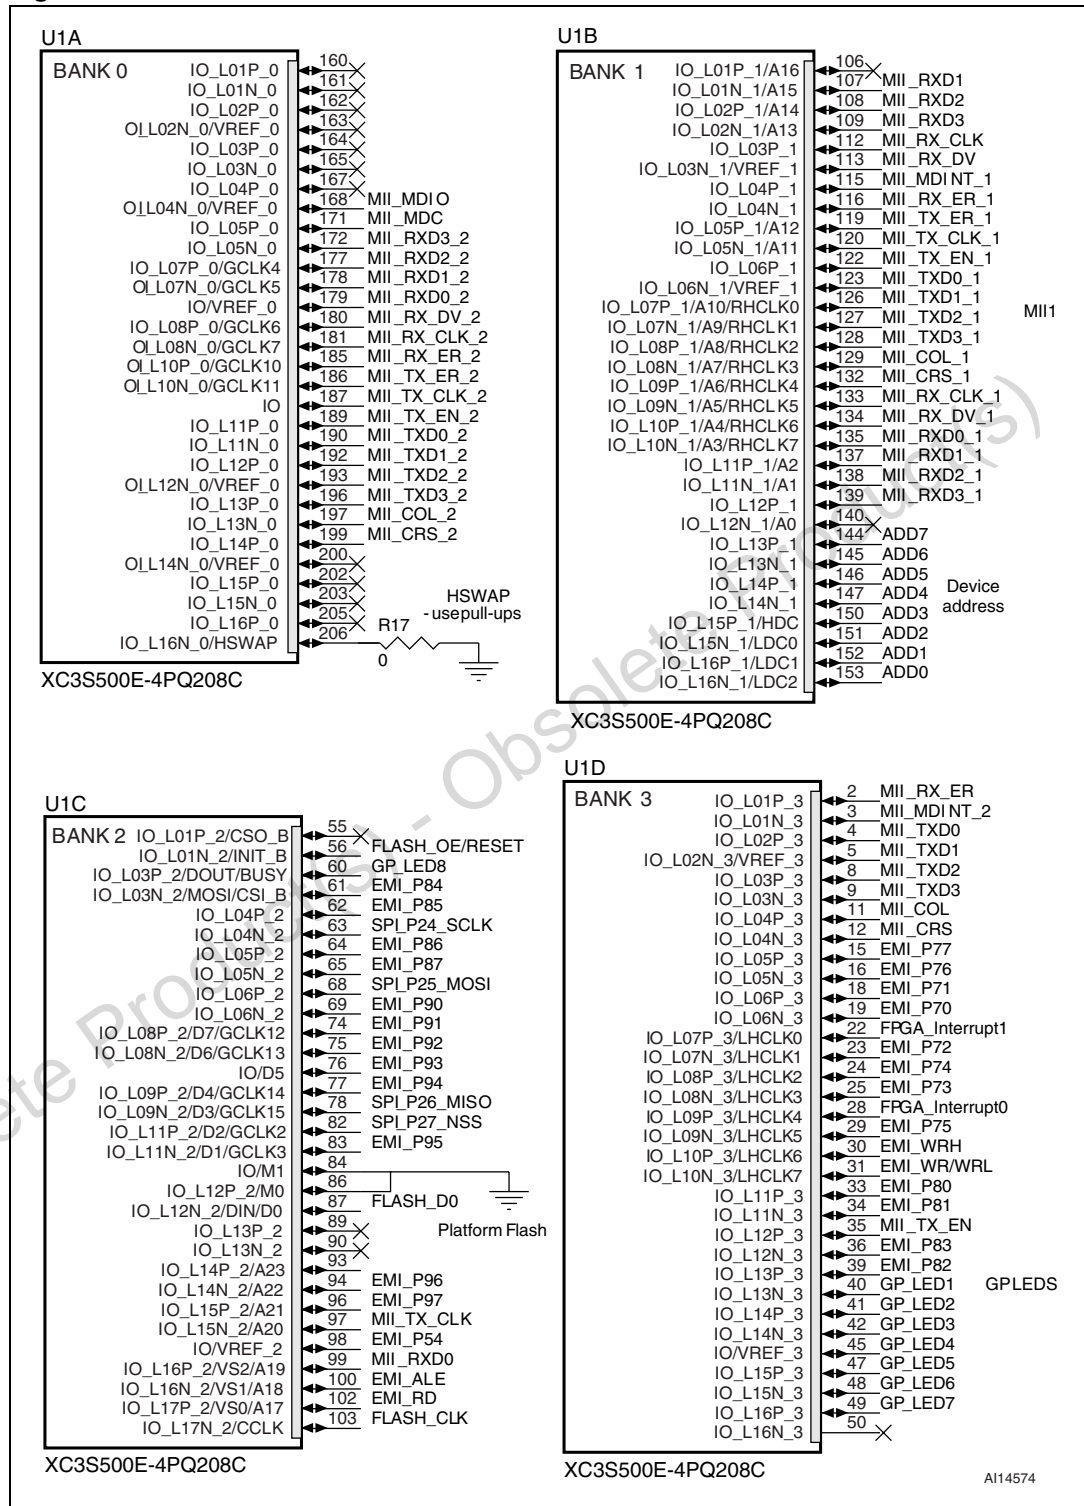 U1A
BANK 0
IO_L01P_0 160
IO_L01N_0 161
IO_L02P_0 162
OI_L02N_0/VREF_0 163
IO_L03P_0 164
IO_L03N_0 165
IO_L04P_0 167
OI_L04N_0/VREF_0 168 MII_MDIO
IO_L05P_0 171 MII_MDC
IO_L05N_0 172 MII_RXD3_2
IO_L07P_0/GCLK4 177 MII_RXD2_2
OI_L07N_0/GCLK5 178 MII_RXD1_2
IO/VREF_0 179 MII_RXD0_2
IO_L08P_0/GCLK6 180 MII_RX_DV_2
OI_L08N_0/GCLK7 181 MII_RX_CLK_2
OI_L10P_0/GCLK10 185 MII_RX_ER_2
OI_L10N_0/GCLK11 186 MII_TX_ER_2
IO 187 MII_TX_CLK_2
IO_L11P_0 189 MII_TX_EN_2
IO_L11N_0 190 MII_TXD0_2
IO_L12P_0 192 MII_TXD1_2
OI_L12N_0/VREF_0 193 MII_TXD2_2
IO_L13P_0 196 MII_TXD3_2
IO_L13N_0 197 MII_COL_2
IO_L14P_0 199 MII_CRS_2
OI_L14N_0/VREF_0 200
IO_L15P_0 202
IO_L15N_0 203
IO_L16P_0 205
IO_L16N_0/HSWAP 206
R17
0
HSWAP
- usepull-ups
XC3S500E-4PQ208C
U1B
BANK 1
IO_L01P_1/A16 106
IO_L01N_1/A15 107 MII_RXD1
IO_L02P_1/A14 108 MII_RXD2
IO_L02N_1/A13 109 MII_RXD3
IO_L03P_1 112 MII_RX_CLK
IO_L03N_1/VREF_1 113 MII_RX_DV
IO_L04P_1 115 MII_MDINT_1
IO_L04N_1 116 MII_RX_ER_1
IO_L05P_1/A12 119 MII_TX_ER_1
IO_L05N_1/A11 120 MII_TX_CLK_1
IO_L06P_1 122 MII_TX_EN_1
IO_L06N_1/VREF_1 123 MII_TXD0_1
IO_L07P_1/A10/RHCLK0 126 MII_TXD1_1
IO_L07N_1/A9/RHCLK1 127 MII_TXD2_1
IO_L08P_1/A8/RHCLK2 128 MII_TXD3_1
IO_L08N_1/A7/RHCLK3 129 MII_COL_1
IO_L09P_1/A6/RHCLK4 132 MII_CRS_1
IO_L09N_1/A5/RHCLK5 133 MII_RX_CLK_1
IO_L10P_1/A4/RHCLK6 134 MII_RX_DV_1
IO_L10N_1/A3/RHCLK7 135 MII_RXD0_1
IO_L11P_1/A2 137 MII_RXD1_1
IO_L11N_1/A1 138 MII_RXD2_1
IO_L12P_1 139 MII_RXD3_1
IO_L12N_1/A0 140
IO_L13P_1 144 ADD7
IO_L13N_1 145 ADD6
IO_L14P_1 146 ADD5
IO_L14N_1 147 ADD4
IO_L15P_1/HDC 150 ADD3
IO_L15N_1/LDC0 151 ADD2
IO_L16P_1/LDC1 152 ADD1
IO_L16N_1/LDC2 153 ADD0
MII1
Device
address
XC3S500E-4PQ208C
U1C
BANK 2
IO_L01P_2/CSO_B 55
IO_L01N_2/INIT_B 56 FLASH_OE/RESET
IO_L03P_2/DOUT/BUSY 60 GP_LED8
IO_L03N_2/MOSI/CSI_B 61 EMI_P84
IO_L04P_2 62 EMI_P85
IO_L04N_2 63 SPI_P24_SCLK
IO_L05P_2 64 EMI_P86
IO_L05N_2 65 EMI_P87
IO_L06P_2 68 SPI_P25_MOSI
IO_L06N_2 69 EMI_P90
IO_L08P_2/D7/GCLK12 74 EMI_P91
IO_L08N_2/D6/GCLK13 75 EMI_P92
IO/D5 76 EMI_P93
IO_L09P_2/D4/GCLK14 77 EMI_P94
IO_L09N_2/D3/GCLK15 78 SPI_P26_MISO
IO_L11P_2/D2/GCLK2 82 SPI_P27_NSS
IO_L11N_2/D1/GCLK3 83 EMI_P95
IO/M1 84
IO_L12P_2/M0 86
IO_L12N_2/DIN/D0 87 FLASH_D0
IO_L13P_2 89
IO_L13N_2 90
IO_L14P_2/A23 93
IO_L14N_2/A22 94 EMI_P96
IO_L15P_2/A21 96 EMI_P97
IO_L15N_2/A20 97 MII_TX_CLK
IO/VREF_2 98 EMI_P54
IO_L16P_2/VS2/A19 99 MII_RXD0
IO_L16N_2/VS1/A18 100 EMI_ALE
IO_L17P_2/VS0/A17 102 EMI_RD
IO_L17N_2/CCLK 103 FLASH_CLK
Platform Flash
XC3S500E-4PQ208C
U1D
BANK 3
IO_L01P_3 2 MII_RX_ER
IO_L01N_3 3 MII_MDINT_2
IO_L02P_3 4 MII_TXD0
IO_L02N_3/VREF_3 5 MII_TXD1
IO_L03P_3 8 MII_TXD2
IO_L03N_3 9 MII_TXD3
IO_L04P_3 11 MII_COL
IO_L04N_3 12 MII_CRS
IO_L05P_3 15 EMI_P77
IO_L05N_3 16 EMI_P76
IO_L06P_3 18 EMI_P71
IO_L06N_3 19 EMI_P70
IO_L07P_3/LHCLK0 22 FPGA_Interrupt1
IO_L07N_3/LHCLK1 23 EMI_P72
IO_L08P_3/LHCLK2 24 EMI_P74
IO_L08N_3/LHCLK3 25 EMI_P73
IO_L09P_3/LHCLK4 28 FPGA_Interrupt0
IO_L09N_3/LHCLK5 29 EMI_P75
IO_L10P_3/LHCLK6 30 EMI_WRH
IO_L10N_3/LHCLK7 31 EMI_WR/WRL
IO_L11P_3 33 EMI_P80
IO_L11N_3 34 EMI_P81
IO_L12P_3 35 MII_TX_EN
IO_L12N_3 36 EMI_P83
IO_L13P_3 39 EMI_P82
IO_L13N_3 40 GP_LED1
IO_L14P_3 41 GP_LED2
IO_L14N_3 42 GP_LED3
IO/VREF_3 45 GP_LED4
IO_L15P_3 47 GP_LED5
IO_L15N_3 48 GP_LED6
IO_L16P_3 49 GP_LED7
IO_L16N_3 50
GPLEDS
XC3S500E-4PQ208C
AI14574
ete Product(s) - Obsolete Product(s)